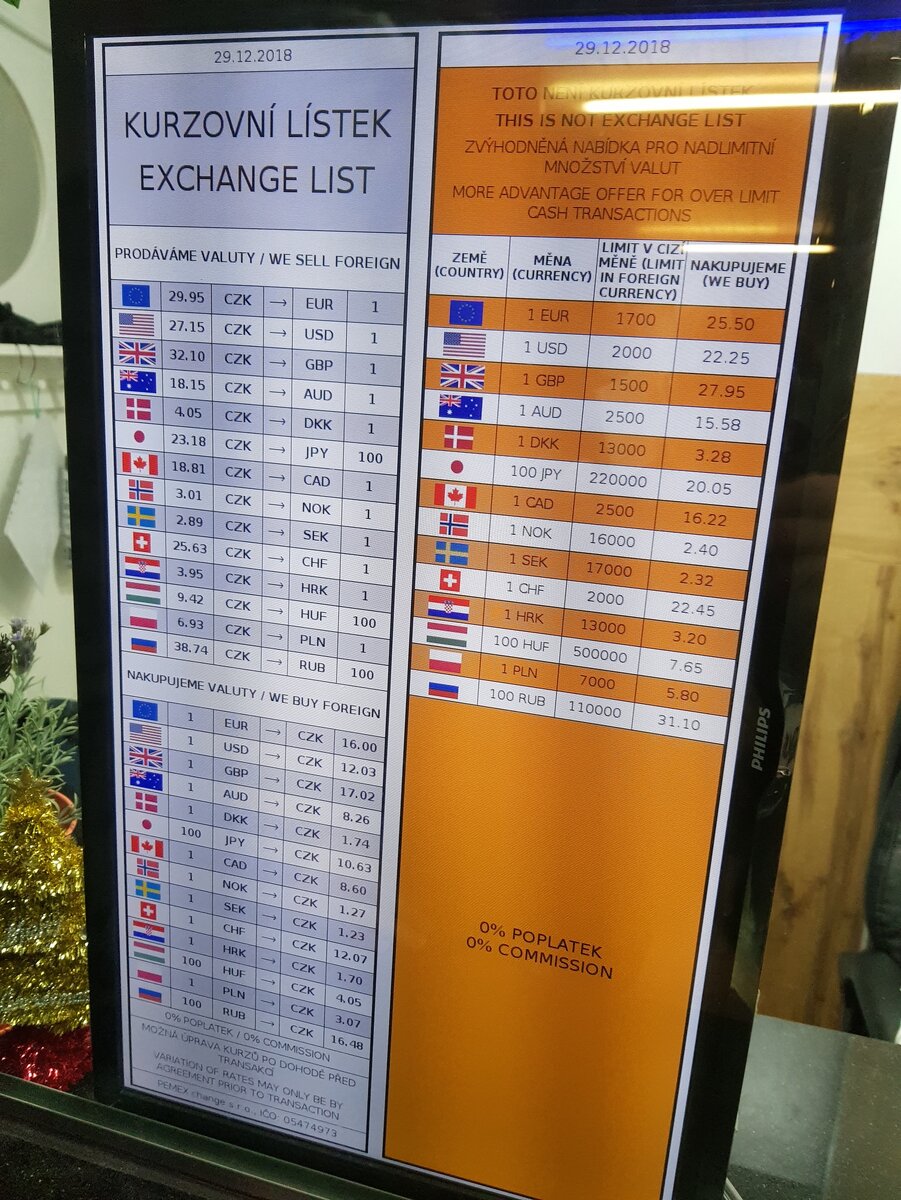 29.12.2018
KURZOVNÍ LÍSTEK
EXCHANGE LIST
PRODÁVÁME VALUTY / WE SELL FOREIGN
29.95 CZK → EUR 1
27.15 CZK → USD 1
32.10 CZK → GBP 1
18.15 CZK → AUD 1
4.05 CZK → DKK 1
23.18 CZK → JPY 100
18.81 CZK → CAD 1
3.01 CZK → NOK 1
2.89 CZK → SEK 1
25.63 CZK → CHF 1
3.95 CZK → HRK 1
9.42 CZK → HUF 100
6.93 CZK → PLN 1
38.74 CZK → RUB 100
NAKUPUJEME VALUTY / WE BUY FOREIGN
1 EUR → CZK 16.00
1 USD → CZK 12.03
1 GBP → CZK 17.02
1 AUD → CZK 8.26
1 DKK → CZK 1.74
100 JPY → CZK 10.63
1 CAD → CZK 8.60
1 NOK → CZK 1.27
1 SEK → CZK 1.23
1 CHF → CZK 12.07
1 HRK → CZK 1.70
100 HUF → CZK 4.05
1 PLN → CZK 3.07
100 RUB → CZK 16.48
0% POPLATEK / 0% COMMISSION
MOŽNÁ ÚPRAVA KURZŮ PO DOHODĚ PŘED
TRANSAKCÍ
VARIATION OF RATES MAY ONLY BE BY
AGREEMENT PRIOR TO TRANSACTION
PEMEX change s r.o., IČO: 05474973
29.12.2018
TOTO NENÍ KURZOVNÍ LÍSTEK
THIS IS NOT EXCHANGE LIST
ZVÝHODNĚNÁ NABÍDKA PRO NADLIMITNÍ
MNOŽSTVÍ VALUT
MORE ADVANTAGE OFFER FOR OVER LIMIT
CASH TRANSACTIONS
ZEMĚ (COUNTRY) MĚNA (CURRENCY) LIMIT V CIZÍ MĚNĚ (LIMIT IN FOREIGN CURRENCY) NAKUPUJEME (WE BUY)
1 EUR 1700 25.50
1 USD 2000 22.25
1 GBP 1500 27.95
1 AUD 2500 15.58
1 DKK 13000 3.28
100 JPY 220000 20.05
1 CAD 2500 16.22
1 NOK 16000 2.40
1 SEK 17000 2.32
1 CHF 2000 22.45
1 HRK 13000 3.20
100 HUF 500000 7.65
1 PLN 7000 5.80
100 RUB 110000 31.10
0% POPLATEK
0% COMMISSION
PHILIPS